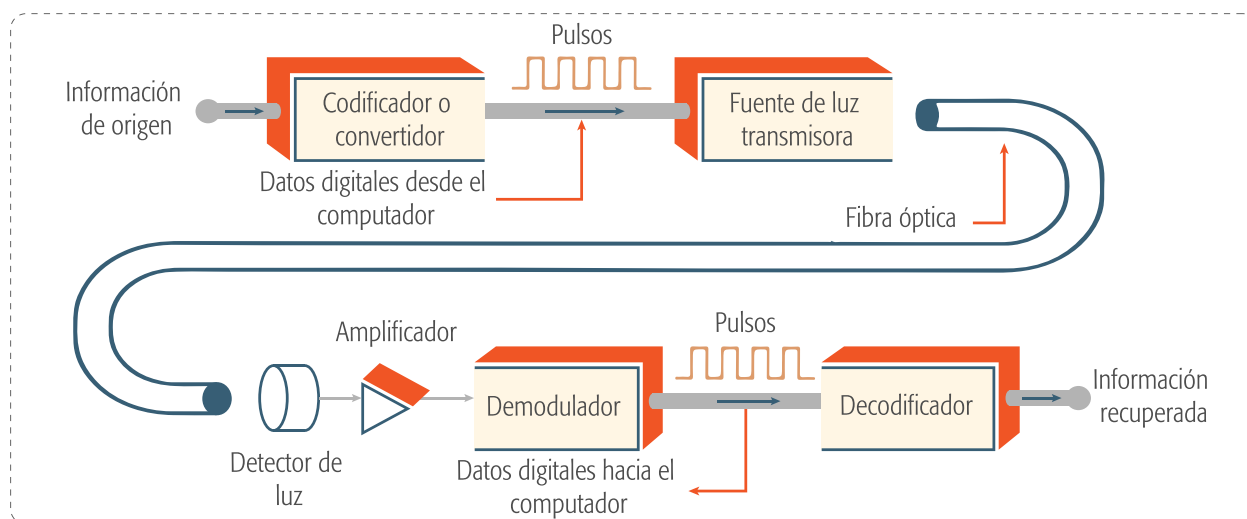 Pulsos
Información
de origen
Codificador o
convertidor
Fuente de luz
transmisora
Datos digitales desde el
computador
Fibra óptica
Amplificador
Pulsos
Demodulador
Decodificador
Información
recuperada
Detector de
luz
Datos digitales hacia el
computador